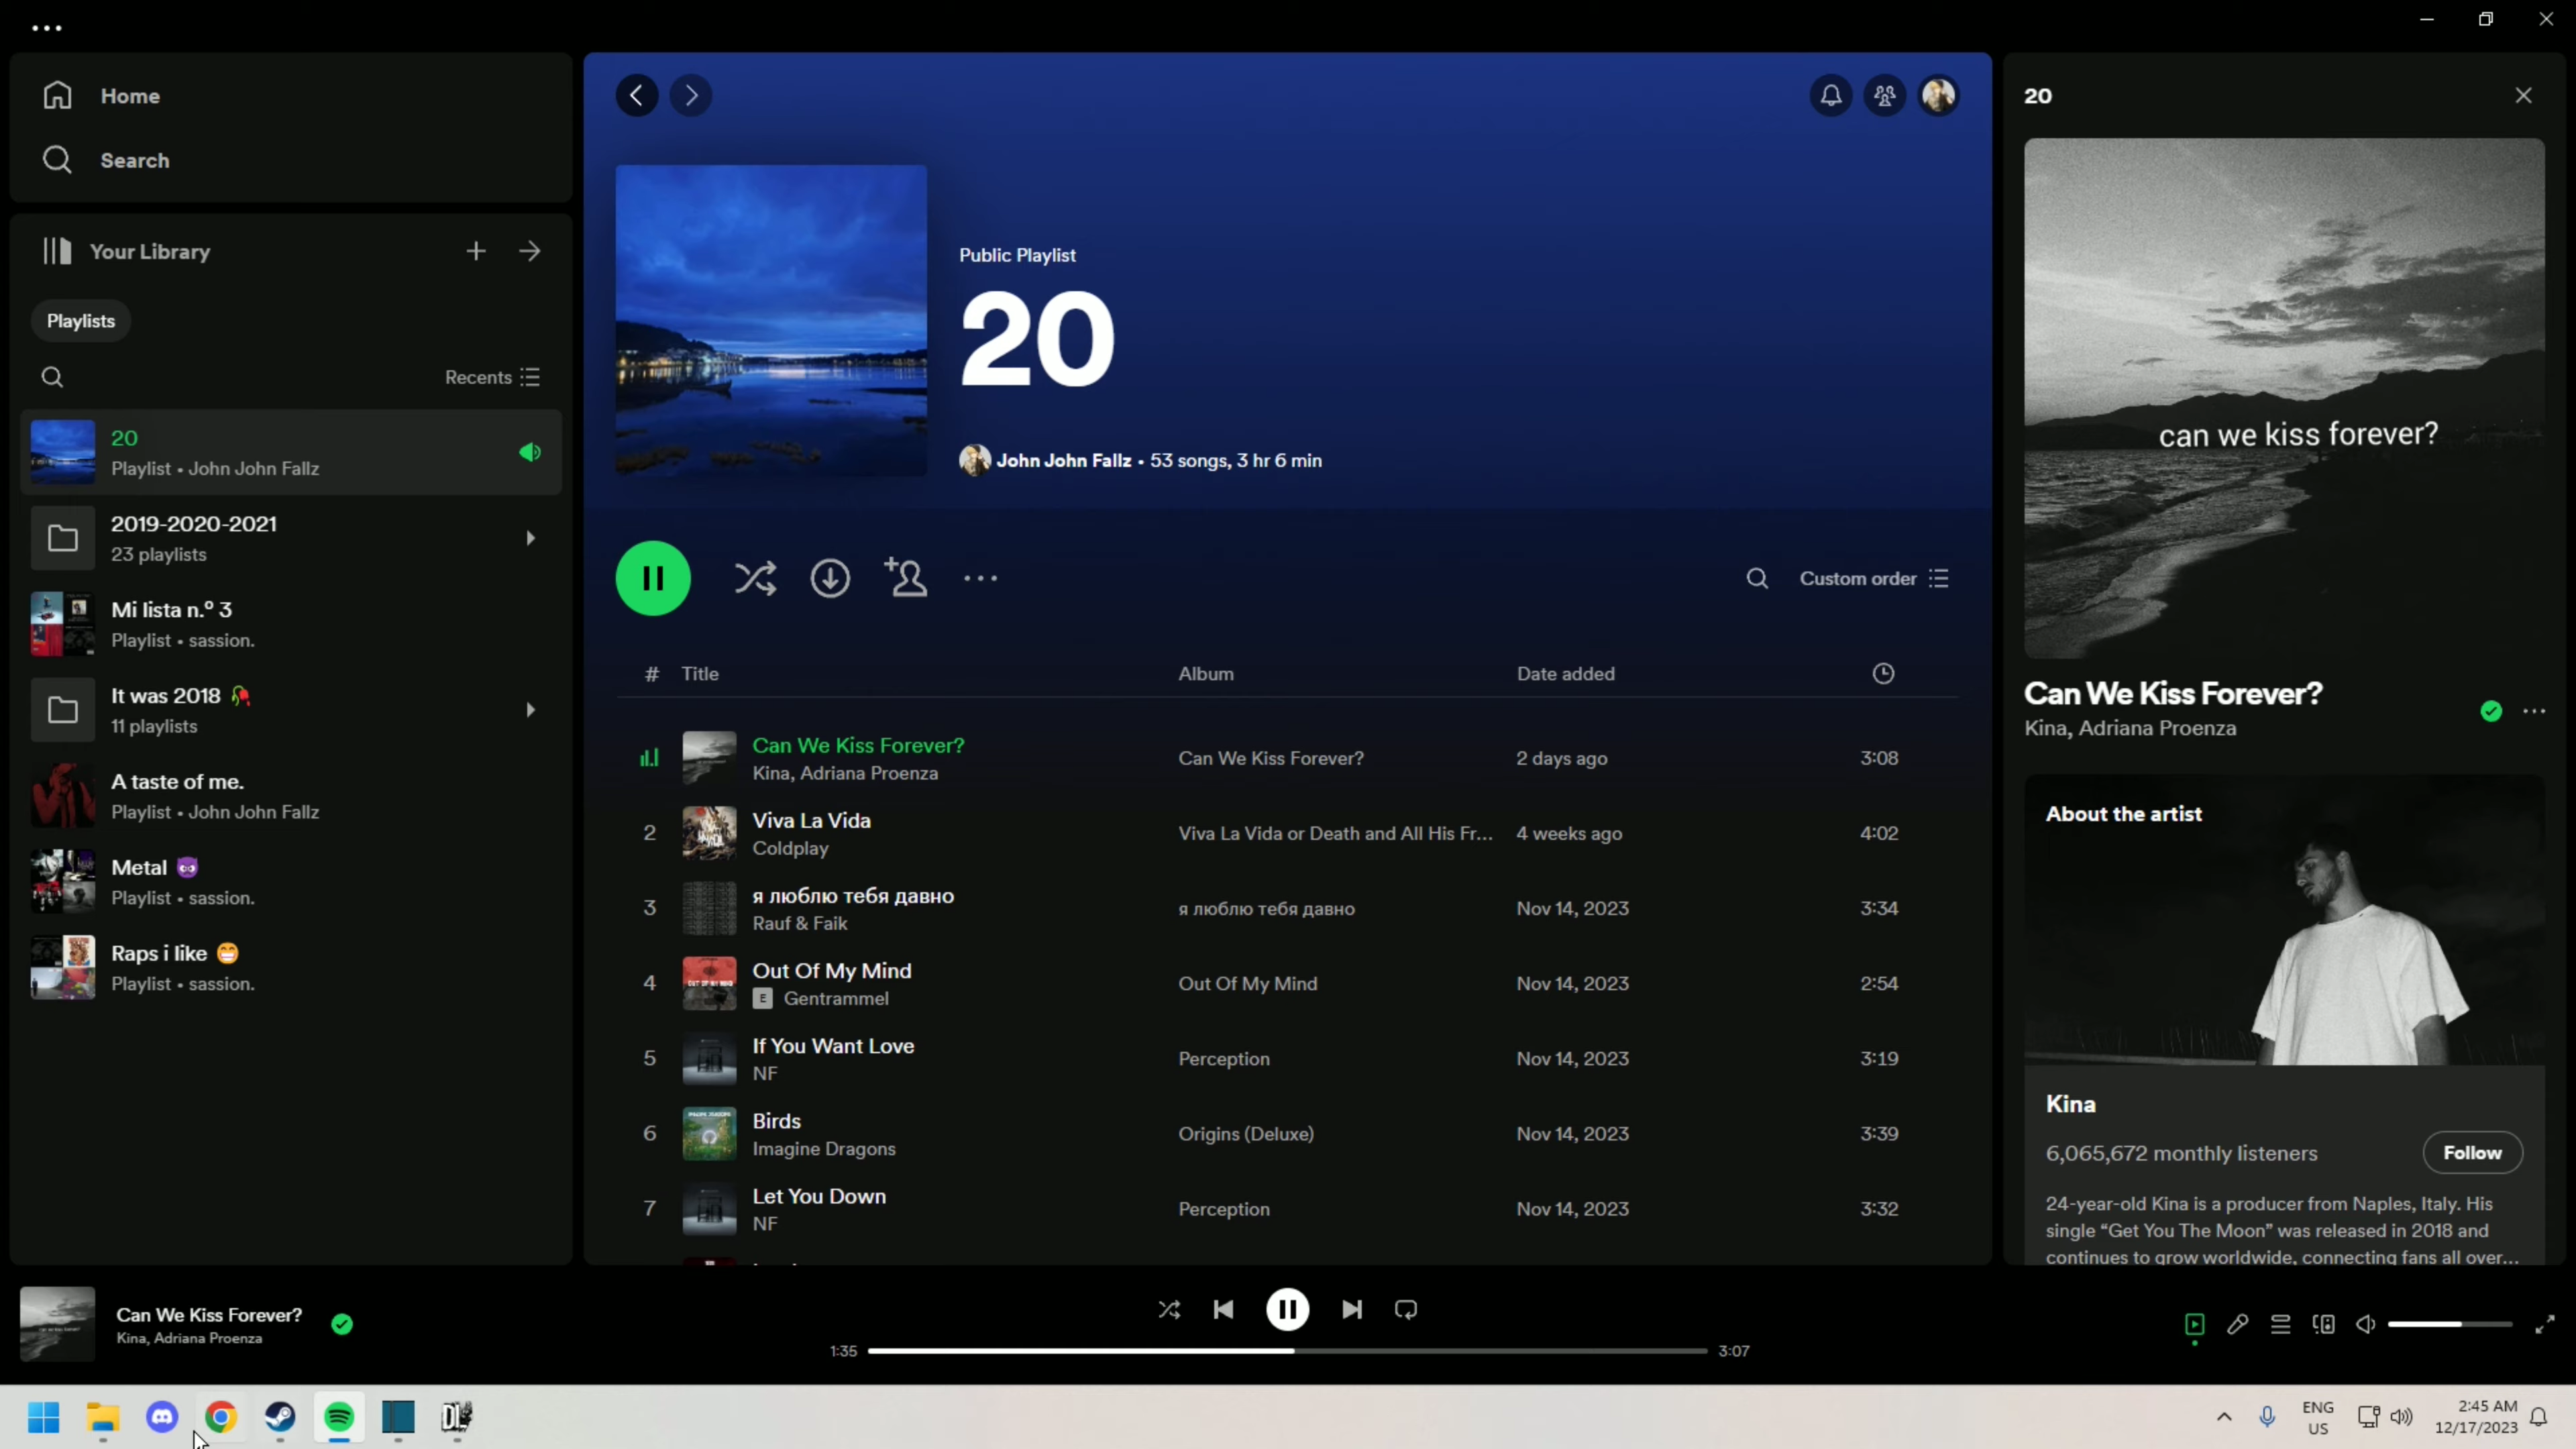 Home
Search
Your Library
Playlists
Recents
20
Playlist • John John Fallz
2019-2020-2021
23 playlists
Mi lista n.º 3
Playlist • sassion.
It was 2018 🥀
11 playlists
A taste of me.
Playlist • John John Fallz
Metal 😈
Playlist • sassion.
Raps i like 😁
Playlist • sassion.
Public Playlist
20
John John Fallz • 53 songs, 3 hr 6 min
Custom order
# Title Album Date added
Can We Kiss Forever? Can We Kiss Forever? 2 days ago 3:08
Kina, Adriana Proenza
2 Viva La Vida Viva La Vida or Death and All His Fr... 4 weeks ago 4:02
Coldplay
3 я люблю тебя давно я люблю тебя давно Nov 14, 2023 3:34
Rauf & Faik
4 Out Of My Mind Out Of My Mind Nov 14, 2023 2:54
E Gentrammel
5 If You Want Love Perception Nov 14, 2023 3:19
NF
6 Birds Origins (Deluxe) Nov 14, 2023 3:39
Imagine Dragons
7 Let You Down Perception Nov 14, 2023 3:32
NF
20
can we kiss forever?
Can We Kiss Forever?
Kina, Adriana Proenza
About the artist
Kina
6,065,672 monthly listeners
Follow
24-year-old Kina is a producer from Naples, Italy. His
single “Get You The Moon” was released in 2018 and
continues to grow worldwide, connecting fans all over...
Can We Kiss Forever?
Kina, Adriana Proenza
1:35
3:07
DL
ENG
US
2:45 AM
12/17/2023